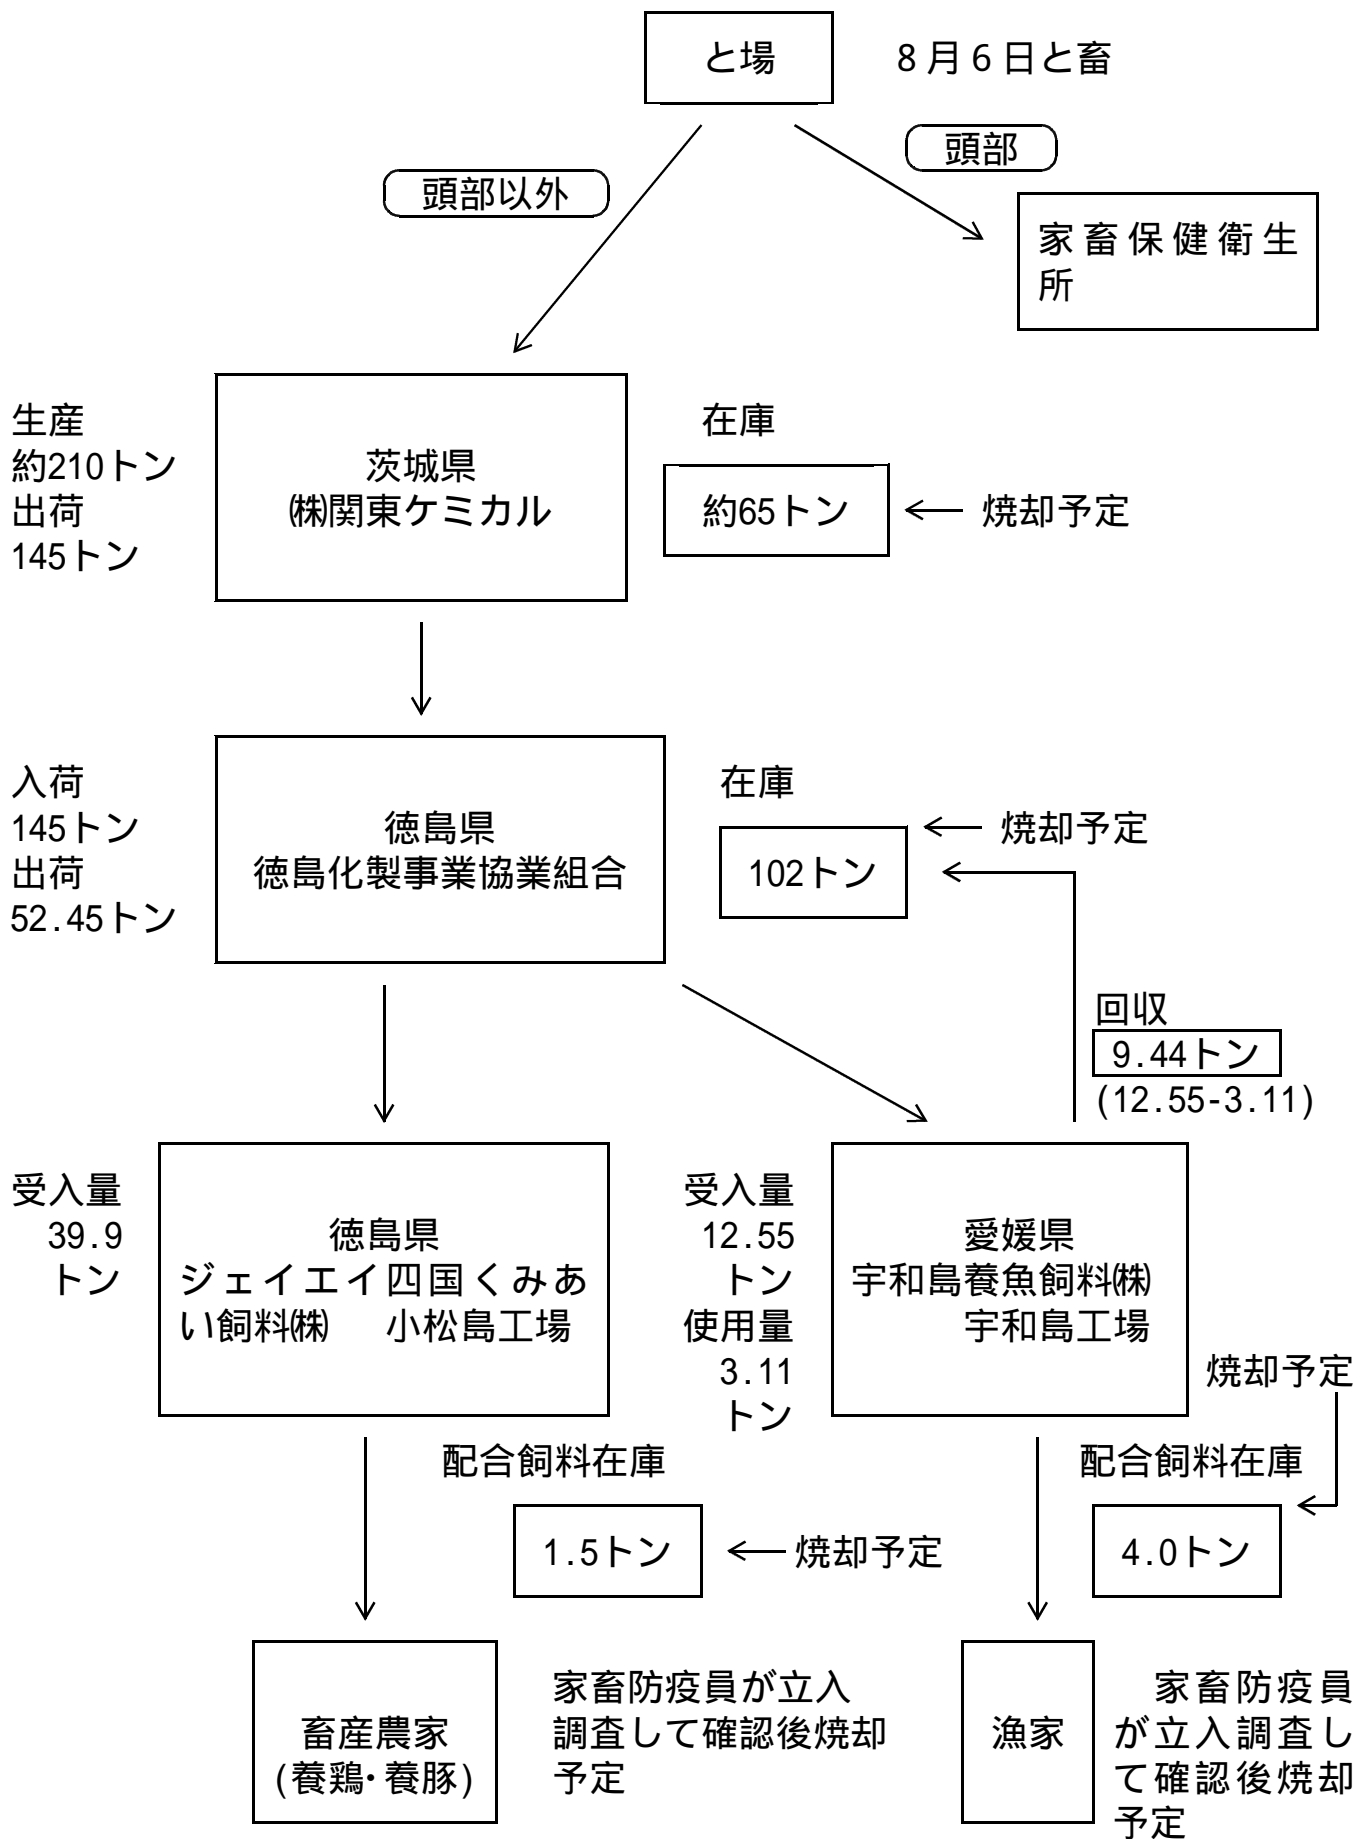 と場
8月6日と畜
頭部
頭部以外
家畜保健衛生
所
生産
約210トン
出荷
145トン
茨城県
㈱関東ケミカル
在庫
約65トン
焼却予定
入荷
145トン
出荷
52.45トン
徳島県
徳島化製事業協業組合
在庫
102トン
焼却予定
回収
9.44トン
(12.55-3.11)
受入量
39.9
トン
徳島県
ジェイエイ四国くみあ
い飼料㈱　小松島工場
受入量
12.55
トン
使用量
3.11
トン
愛媛県
宇和島養魚飼料㈱
宇和島工場
焼却予定
配合飼料在庫
1.5トン
焼却予定
配合飼料在庫
4.0トン
畜産農家
(養鶏・養豚)
家畜防疫員が立入
調査して確認後焼却
予定
漁家
家畜防疫員
が立入調査し
て確認後焼却
予定